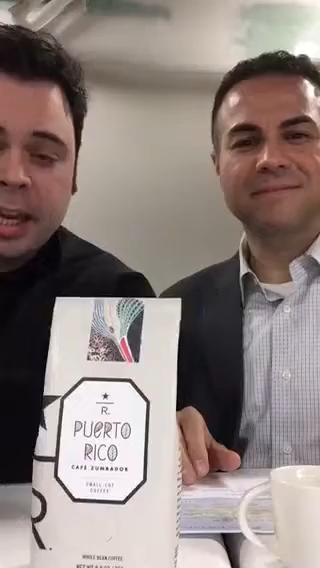 R.
PUERTO
RICO
CAFÉ ZUMBADOR
SMALL-LOT
COFFEE
R.
WHOLE BEAN COFFEE